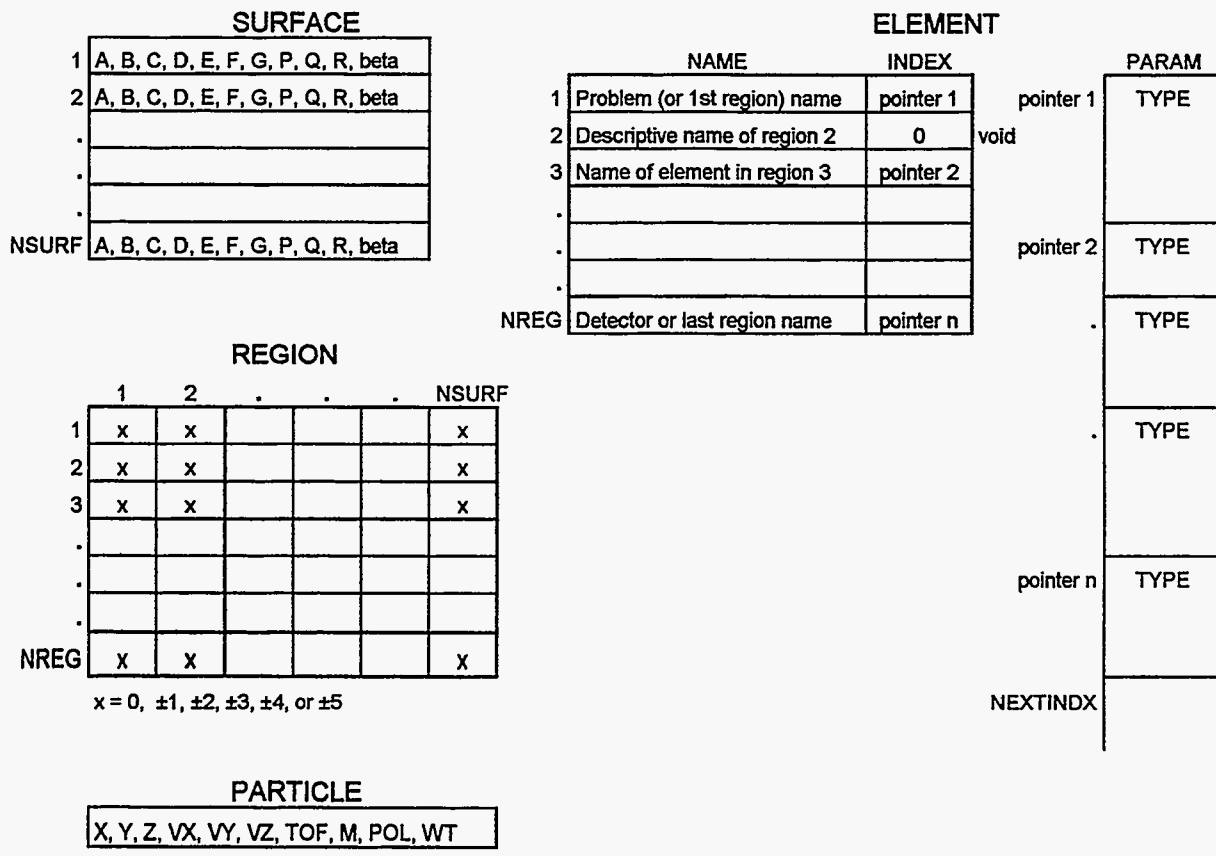 SURFACE
1 A, B, C, D, E, F, G, P, Q, R, beta
2 A, B, C, D, E, F, G, P, Q, R, beta
.
.
.
NSURF A, B, C, D, E, F, G, P, Q, R, beta
REGION
1 2 . . . NSURF
1 x x x
2 x x x
3 x x x
.
.
.
NREG x x x
x = 0, ±1, ±2, ±3, ±4, or ±5
PARTICLE
X, Y, Z, VX, VY, VZ, TOF, M, POL, WT
ELEMENT
NAME INDEX
1 Problem (or 1st region) name pointer 1
2 Descriptive name of region 2 0 void
3 Name of element in region 3 pointer 2
.
.
.
NREG Detector or last region name pointer n
PARAM
pointer 1 TYPE
pointer 2 TYPE
. TYPE
. TYPE
pointer n TYPE
NEXTINDX